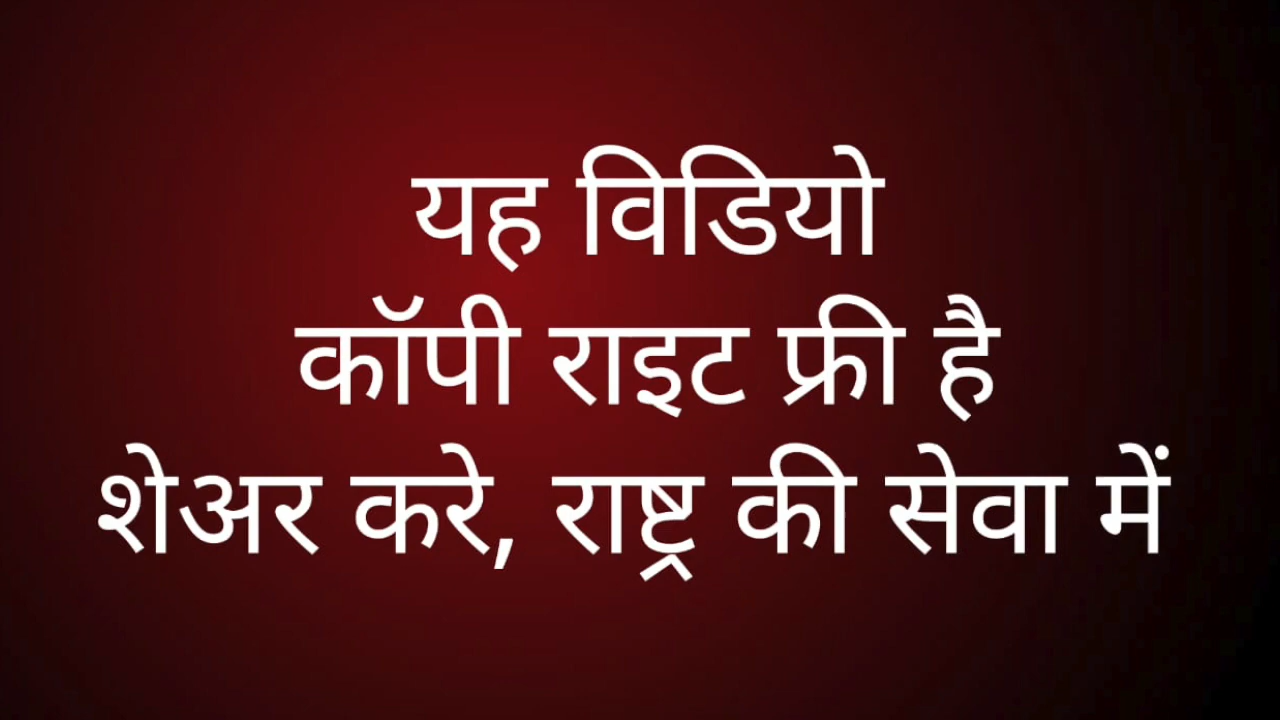 यह विडियो
कॉपी राइट फ्री है
शेअर करे, राष्ट्र की सेवा में